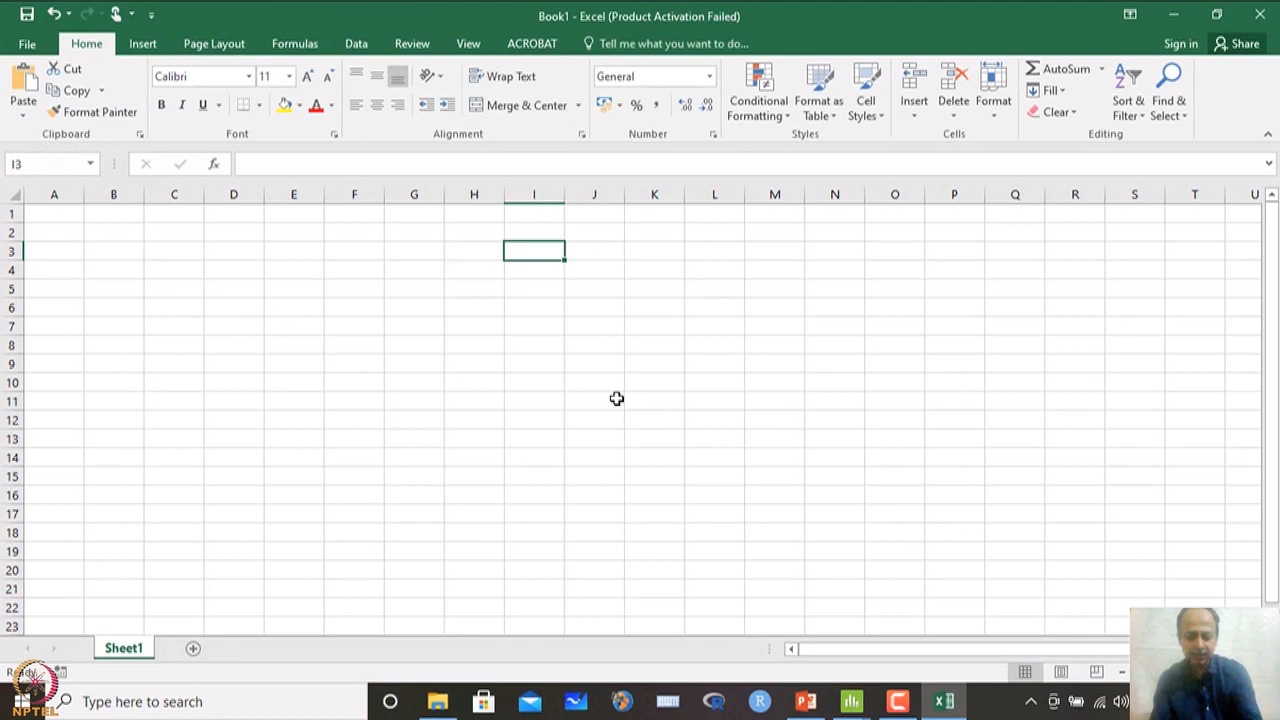 Book1 - Excel (Product Activation Failed)
File Home Insert Page Layout Formulas Data Review View ACROBAT Tell me what you want to do... Sign in Share
Paste
Cut
Copy
Format Painter
Clipboard
Calibri 11
B I U A
Font
Wrap Text
Merge & Center
Alignment
General
% ,
Number
Conditional Formatting
Format as Table
Cell Styles
Styles
Insert
Delete
Format
Cells
AutoSum
Fill
Clear
Sort & Filter
Find & Select
Editing
I3 fx
A B C D E F G H I J K L M N O P Q R S T U
1
2
3
4
5
6
7
8
9
10
11
12
13
14
15
16
17
18
19
20
21
22
23
Sheet1
NPTEL
Type here to search